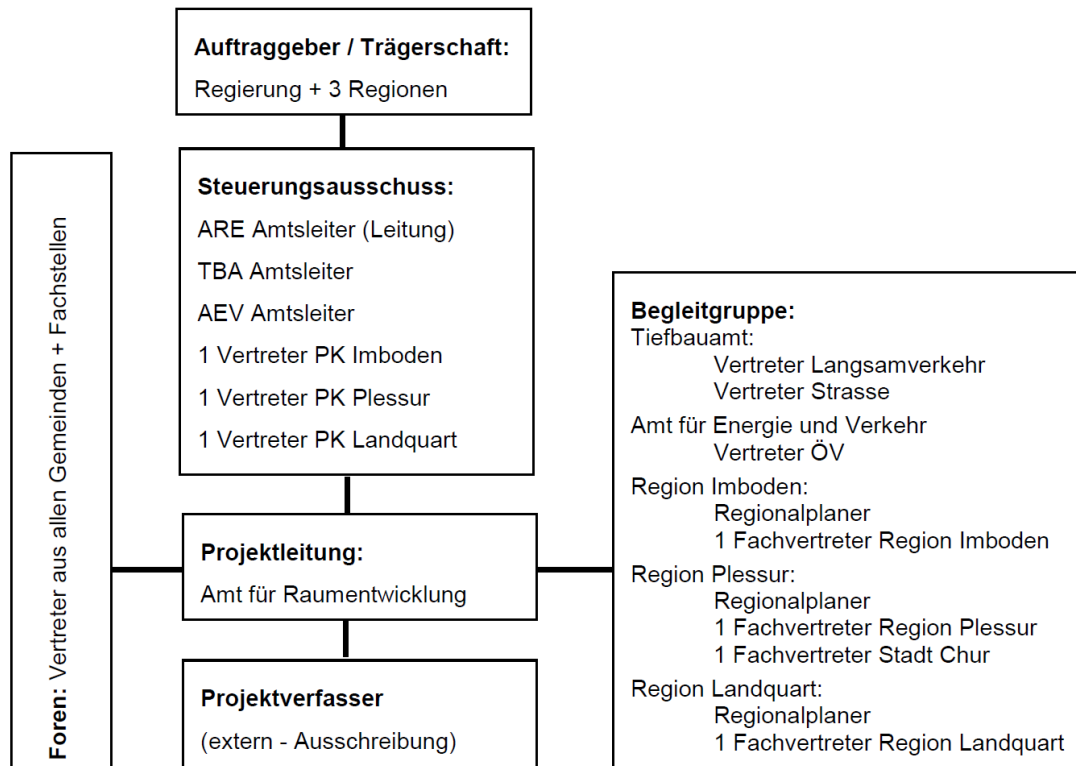 Auftraggeber / Trägerschaft:
Regierung + 3 Regionen
Foren: Vertreter aus allen Gemeinden + Fachstellen
Steuerungsausschuss:
ARE Amtsleiter (Leitung)
TBA Amtsleiter
AEV Amtsleiter
1 Vertreter PK Imboden
1 Vertreter PK Plessur
1 Vertreter PK Landquart
Projektleitung:
Amt für Raumentwicklung
Projektverfasser
(extern - Ausschreibung)
Begleitgruppe:
Tiefbauamt:
Vertreter Langsamverkehr
Vertreter Strasse
Amt für Energie und Verkehr
Vertreter ÖV
Region Imboden:
Regionalplaner
1 Fachvertreter Region Imboden
Region Plessur:
Regionalplaner
1 Fachvertreter Region Plessur
1 Fachvertreter Stadt Chur
Region Landquart:
Regionalplaner
1 Fachvertreter Region Landquart